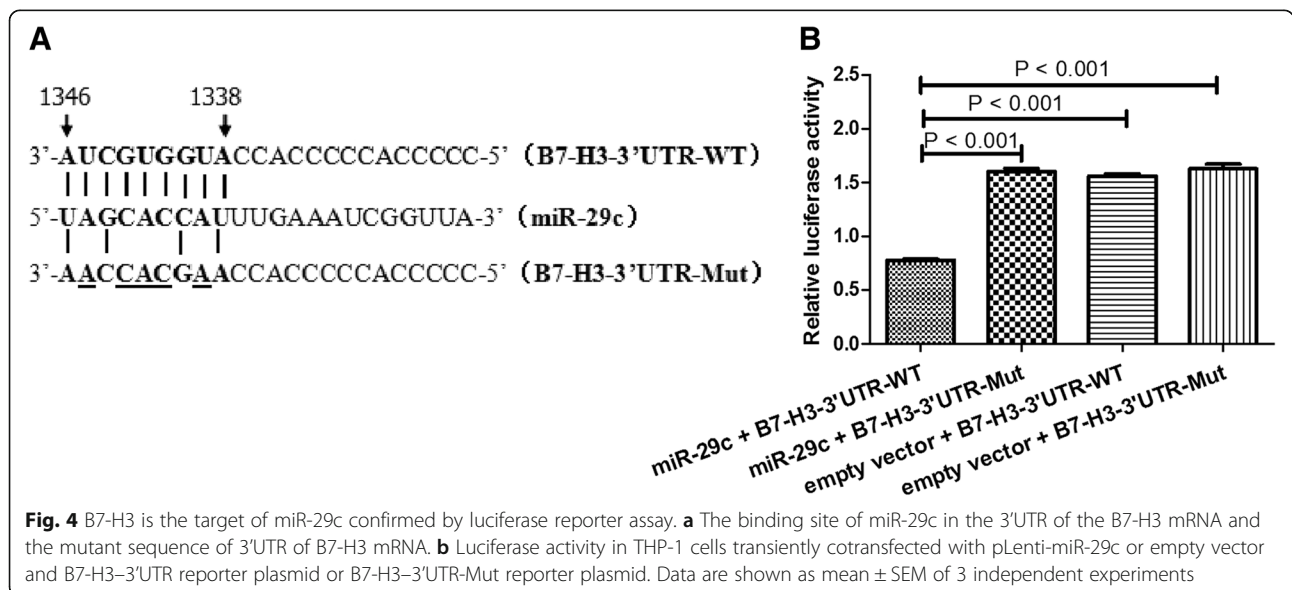 A
1346 1338
3’-AUCGUGGUACCACCCCCACCCCC-5’ (B7-H3-3’UTR-WT)
5’-UAGCACCAUUUGAAAUCGGUUA-3’ (miR-29c)
3’-AACCACGAACCACCCCCACCCCC-5’ (B7-H3-3’UTR-Mut)
B
Relative luciferase activity
2.5
2.0
1.5
1.0
0.5
0.0
P < 0.001
P < 0.001
P < 0.001
miR-29c + B7-H3-3'UTR-WT
miR-29c + B7-H3-3'UTR-Mut
empty vector + B7-H3-3'UTR-WT
empty vector + B7-H3-3'UTR-Mut
Fig. 4 B7-H3 is the target of miR-29c confirmed by luciferase reporter assay. a The binding site of miR-29c in the 3’UTR of the B7-H3 mRNA and
the mutant sequence of 3’UTR of B7-H3 mRNA. b Luciferase activity in THP-1 cells transiently cotransfected with pLenti-miR-29c or empty vector
and B7-H3–3’UTR reporter plasmid or B7-H3–3’UTR-Mut reporter plasmid. Data are shown as mean ± SEM of 3 independent experiments